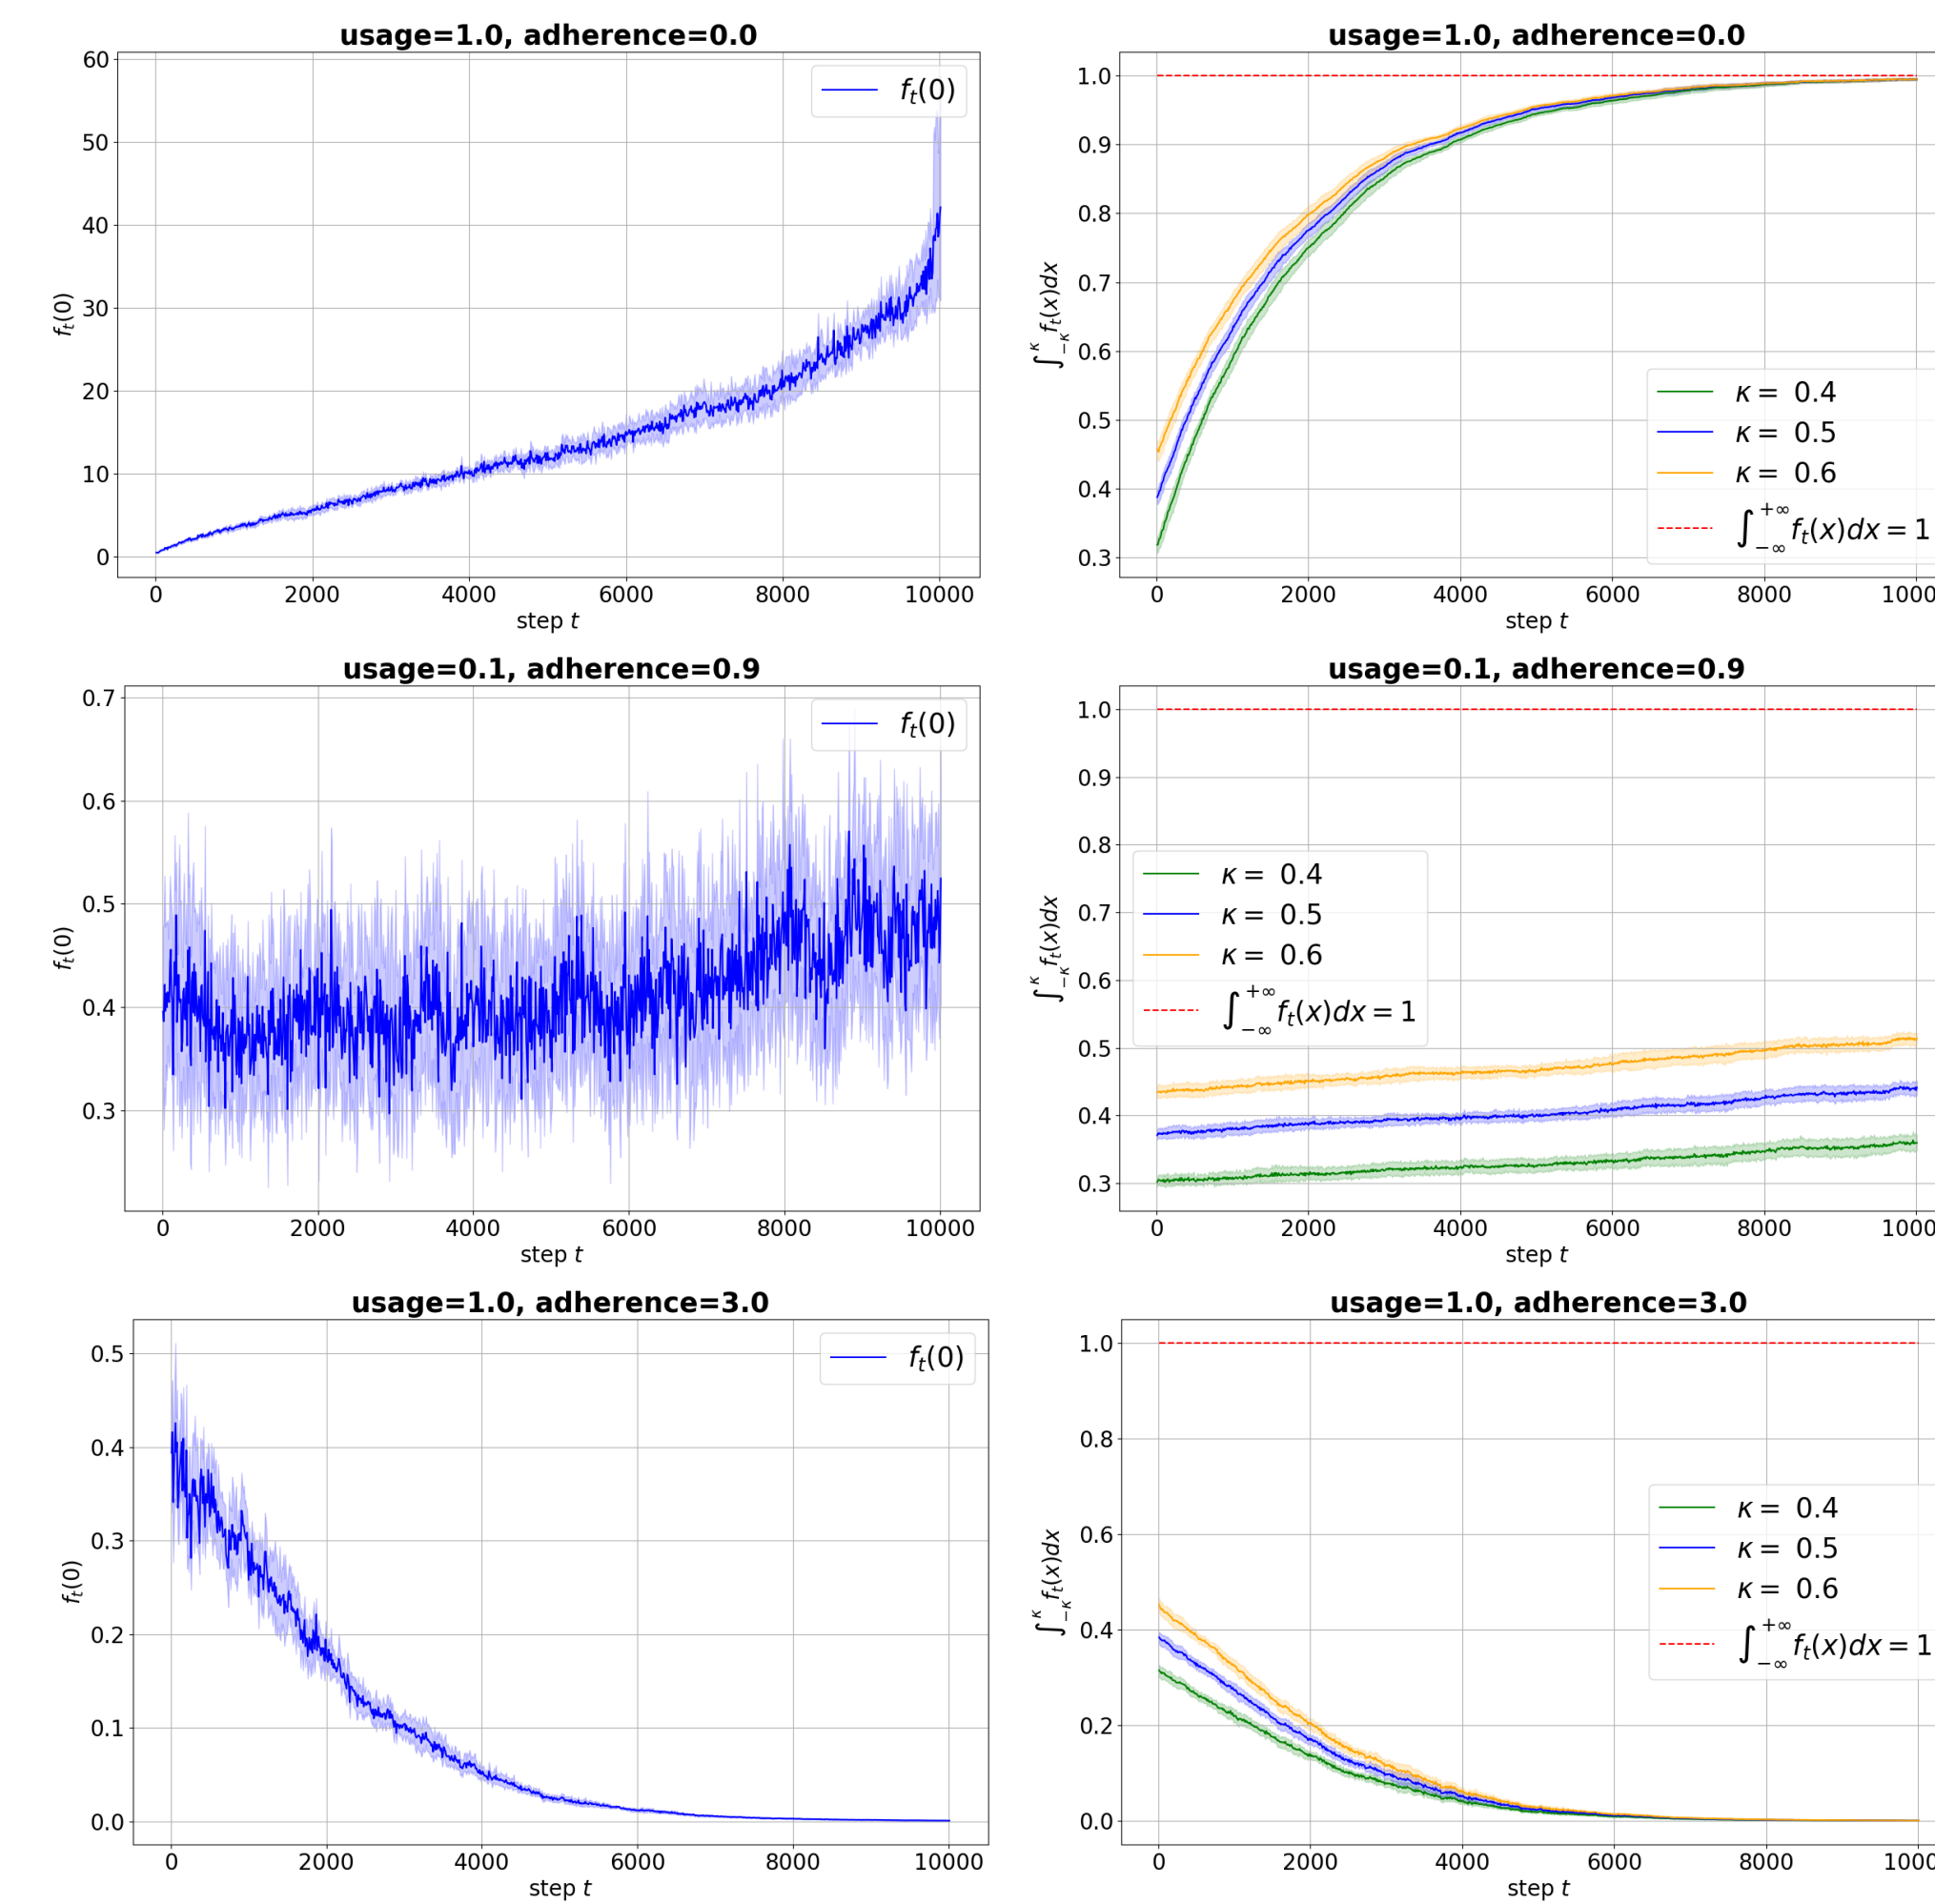 usage=1.0, adherence=0.0
60
50
40
30
20
10
0
f_t(0)
f_t(0)
0 2000 4000 6000 8000 10000
step t
usage=1.0, adherence=0.0
1.0
0.9
0.8
0.7
0.6
0.5
0.4
0.3
∫_{-κ}^{κ} f_t(x)dx
κ = 0.4
κ = 0.5
κ = 0.6
∫_{-∞}^{+∞} f_t(x)dx = 1
0 2000 4000 6000 8000 1000
step t
usage=0.1, adherence=0.9
0.7
0.6
0.5
0.4
0.3
f_t(0)
f_t(0)
0 2000 4000 6000 8000 10000
step t
usage=0.1, adherence=0.9
1.0
0.9
0.8
0.7
0.6
0.5
0.4
0.3
∫_{-κ}^{κ} f_t(x)dx
κ = 0.4
κ = 0.5
κ = 0.6
∫_{-∞}^{+∞} f_t(x)dx = 1
0 2000 4000 6000 8000 1000
step t
usage=1.0, adherence=3.0
0.5
0.4
0.3
0.2
0.1
0.0
f_t(0)
f_t(0)
0 2000 4000 6000 8000 10000
step t
usage=1.0, adherence=3.0
1.0
0.8
0.6
0.4
0.2
0.0
∫_{-κ}^{κ} f_t(x)dx
κ = 0.4
κ = 0.5
κ = 0.6
∫_{-∞}^{+∞} f_t(x)dx = 1
0 2000 4000 6000 8000 1000
step t